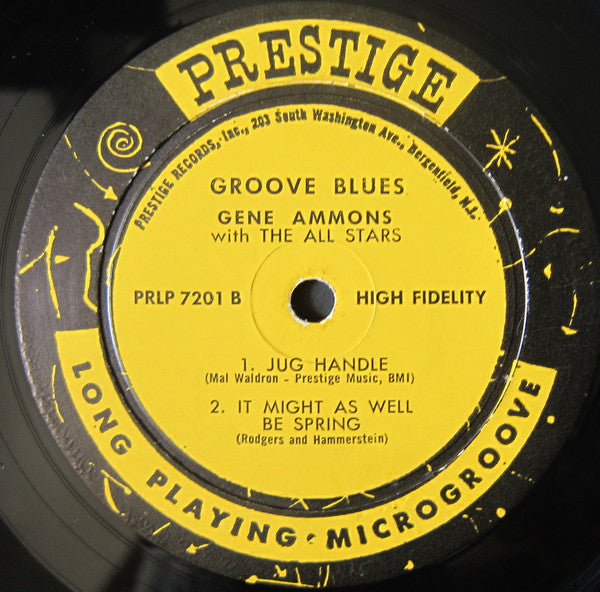 PRESTIGE
PRESTIGE RECORDS, Inc., 203 South Washington Ave., Bergenfield, N.J.
GROOVE BLUES
GENE AMMONS
with THE ALL STARS
PRLP 7201 B HIGH FIDELITY
1. JUG HANDLE
(Mal Waldron - Prestige Music, BMI)
2. IT MIGHT AS WELL
BE SPRING
(Rodgers and Hammerstein)
LONG PLAYING · MICROGROOVE